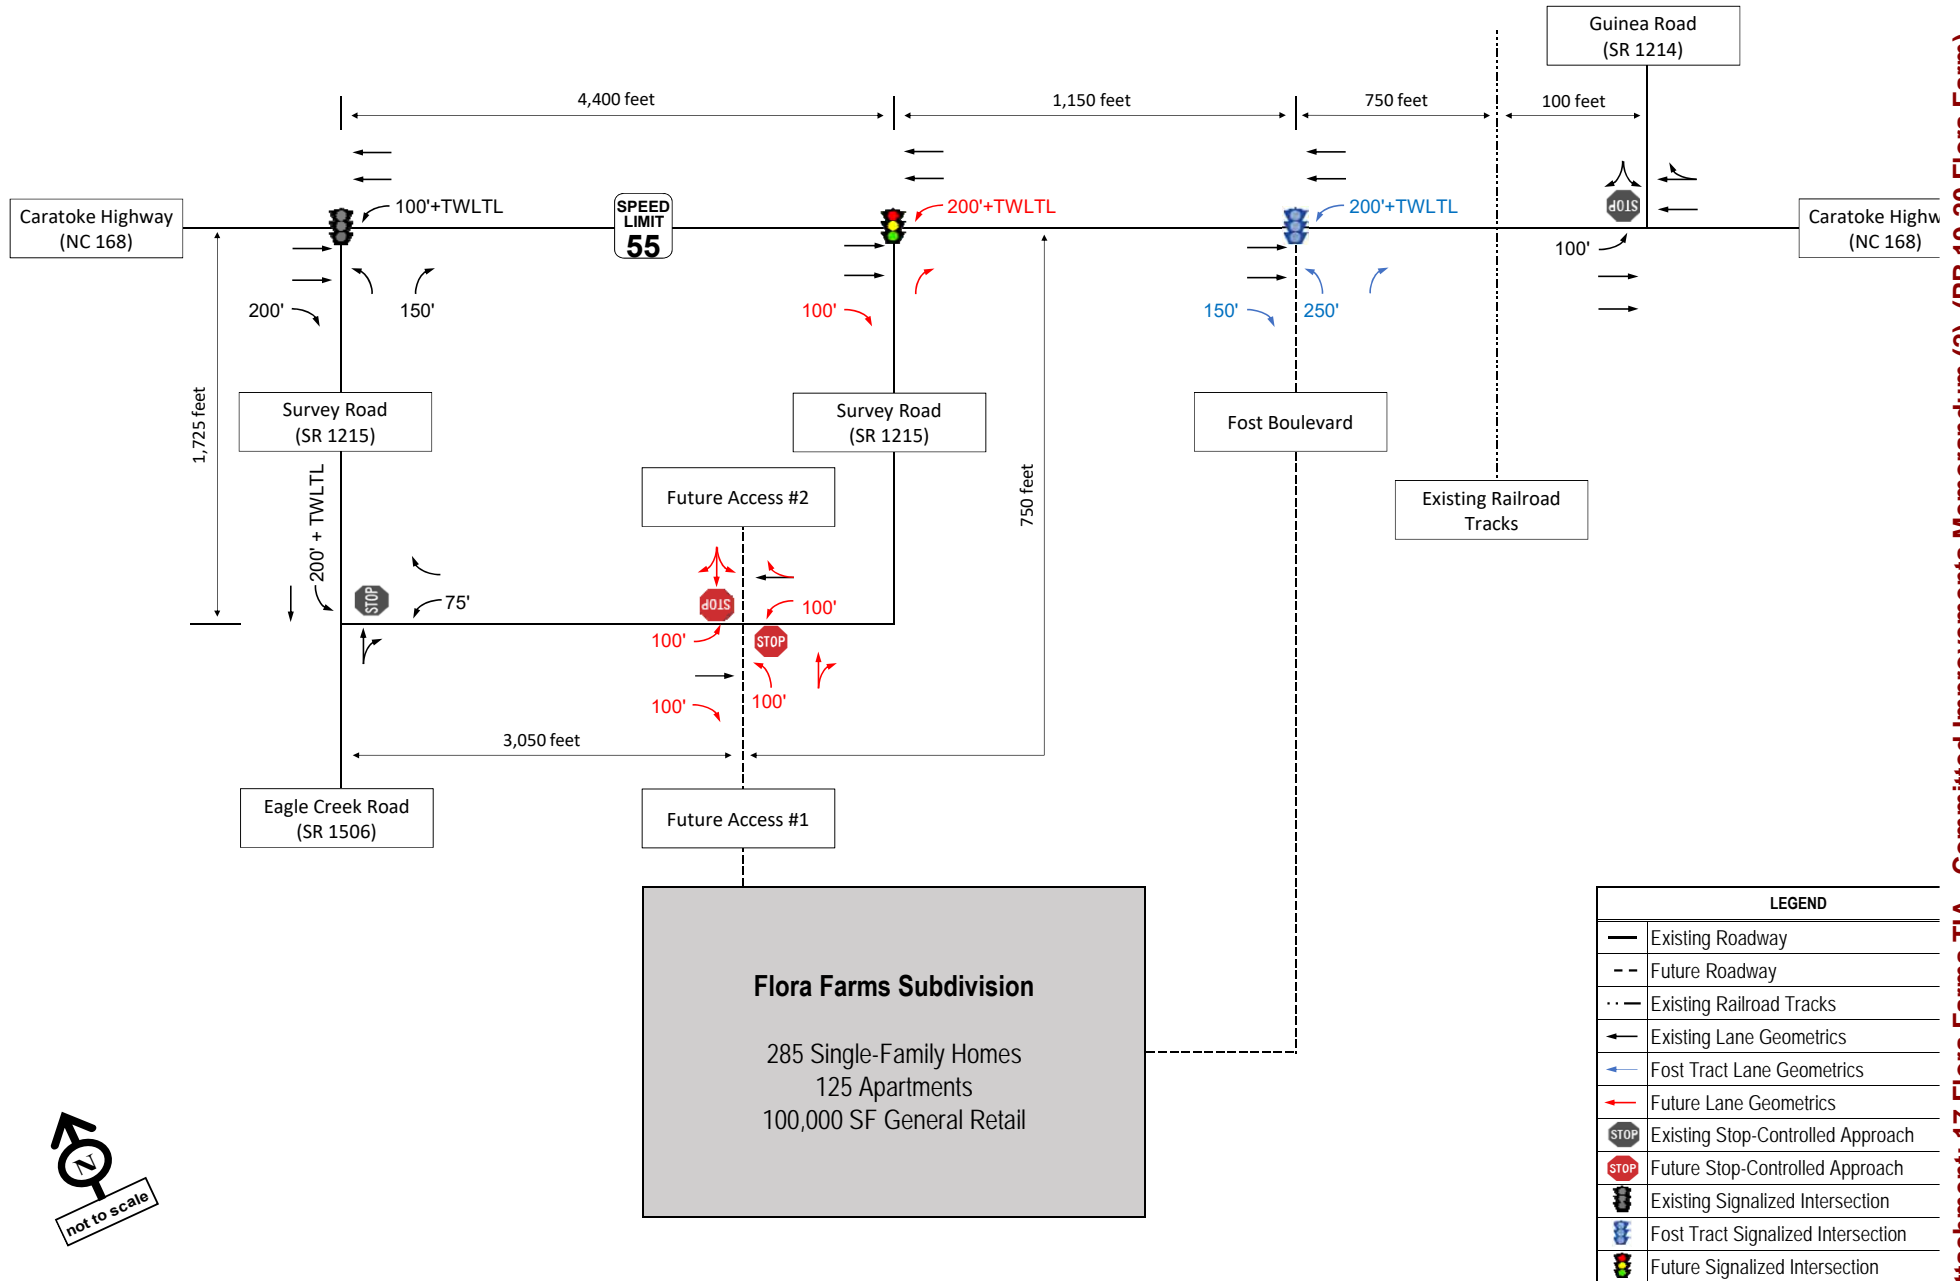 Guinea Road
(SR 1214)
4,400 feet
1,150 feet
750 feet
100 feet
Caratoke Highway
(NC 168)
100'+TWLTL
SPEED
LIMIT
55
200'+TWLTL
200'+TWLTL
STOP
100'
Caratoke Highw
(NC 168)
200'
150'
100'
150'
250'
1,725 feet
Survey Road
(SR 1215)
Survey Road
(SR 1215)
Fost Boulevard
Existing Railroad
Tracks
200' + TWLTL
750 feet
Future Access #2
STOP
75'
STOP
100'
100'
STOP
100'
100'
3,050 feet
Eagle Creek Road
(SR 1506)
Future Access #1
Flora Farms Subdivision
285 Single-Family Homes
125 Apartments
100,000 SF General Retail
N
not to scale
LEGEND
Existing Roadway
Future Roadway
Existing Railroad Tracks
Existing Lane Geometrics
Fost Tract Lane Geometrics
Future Lane Geometrics
STOP Existing Stop-Controlled Approach
STOP Future Stop-Controlled Approach
Existing Signalized Intersection
Fost Tract Signalized Intersection
Future Signalized Intersection